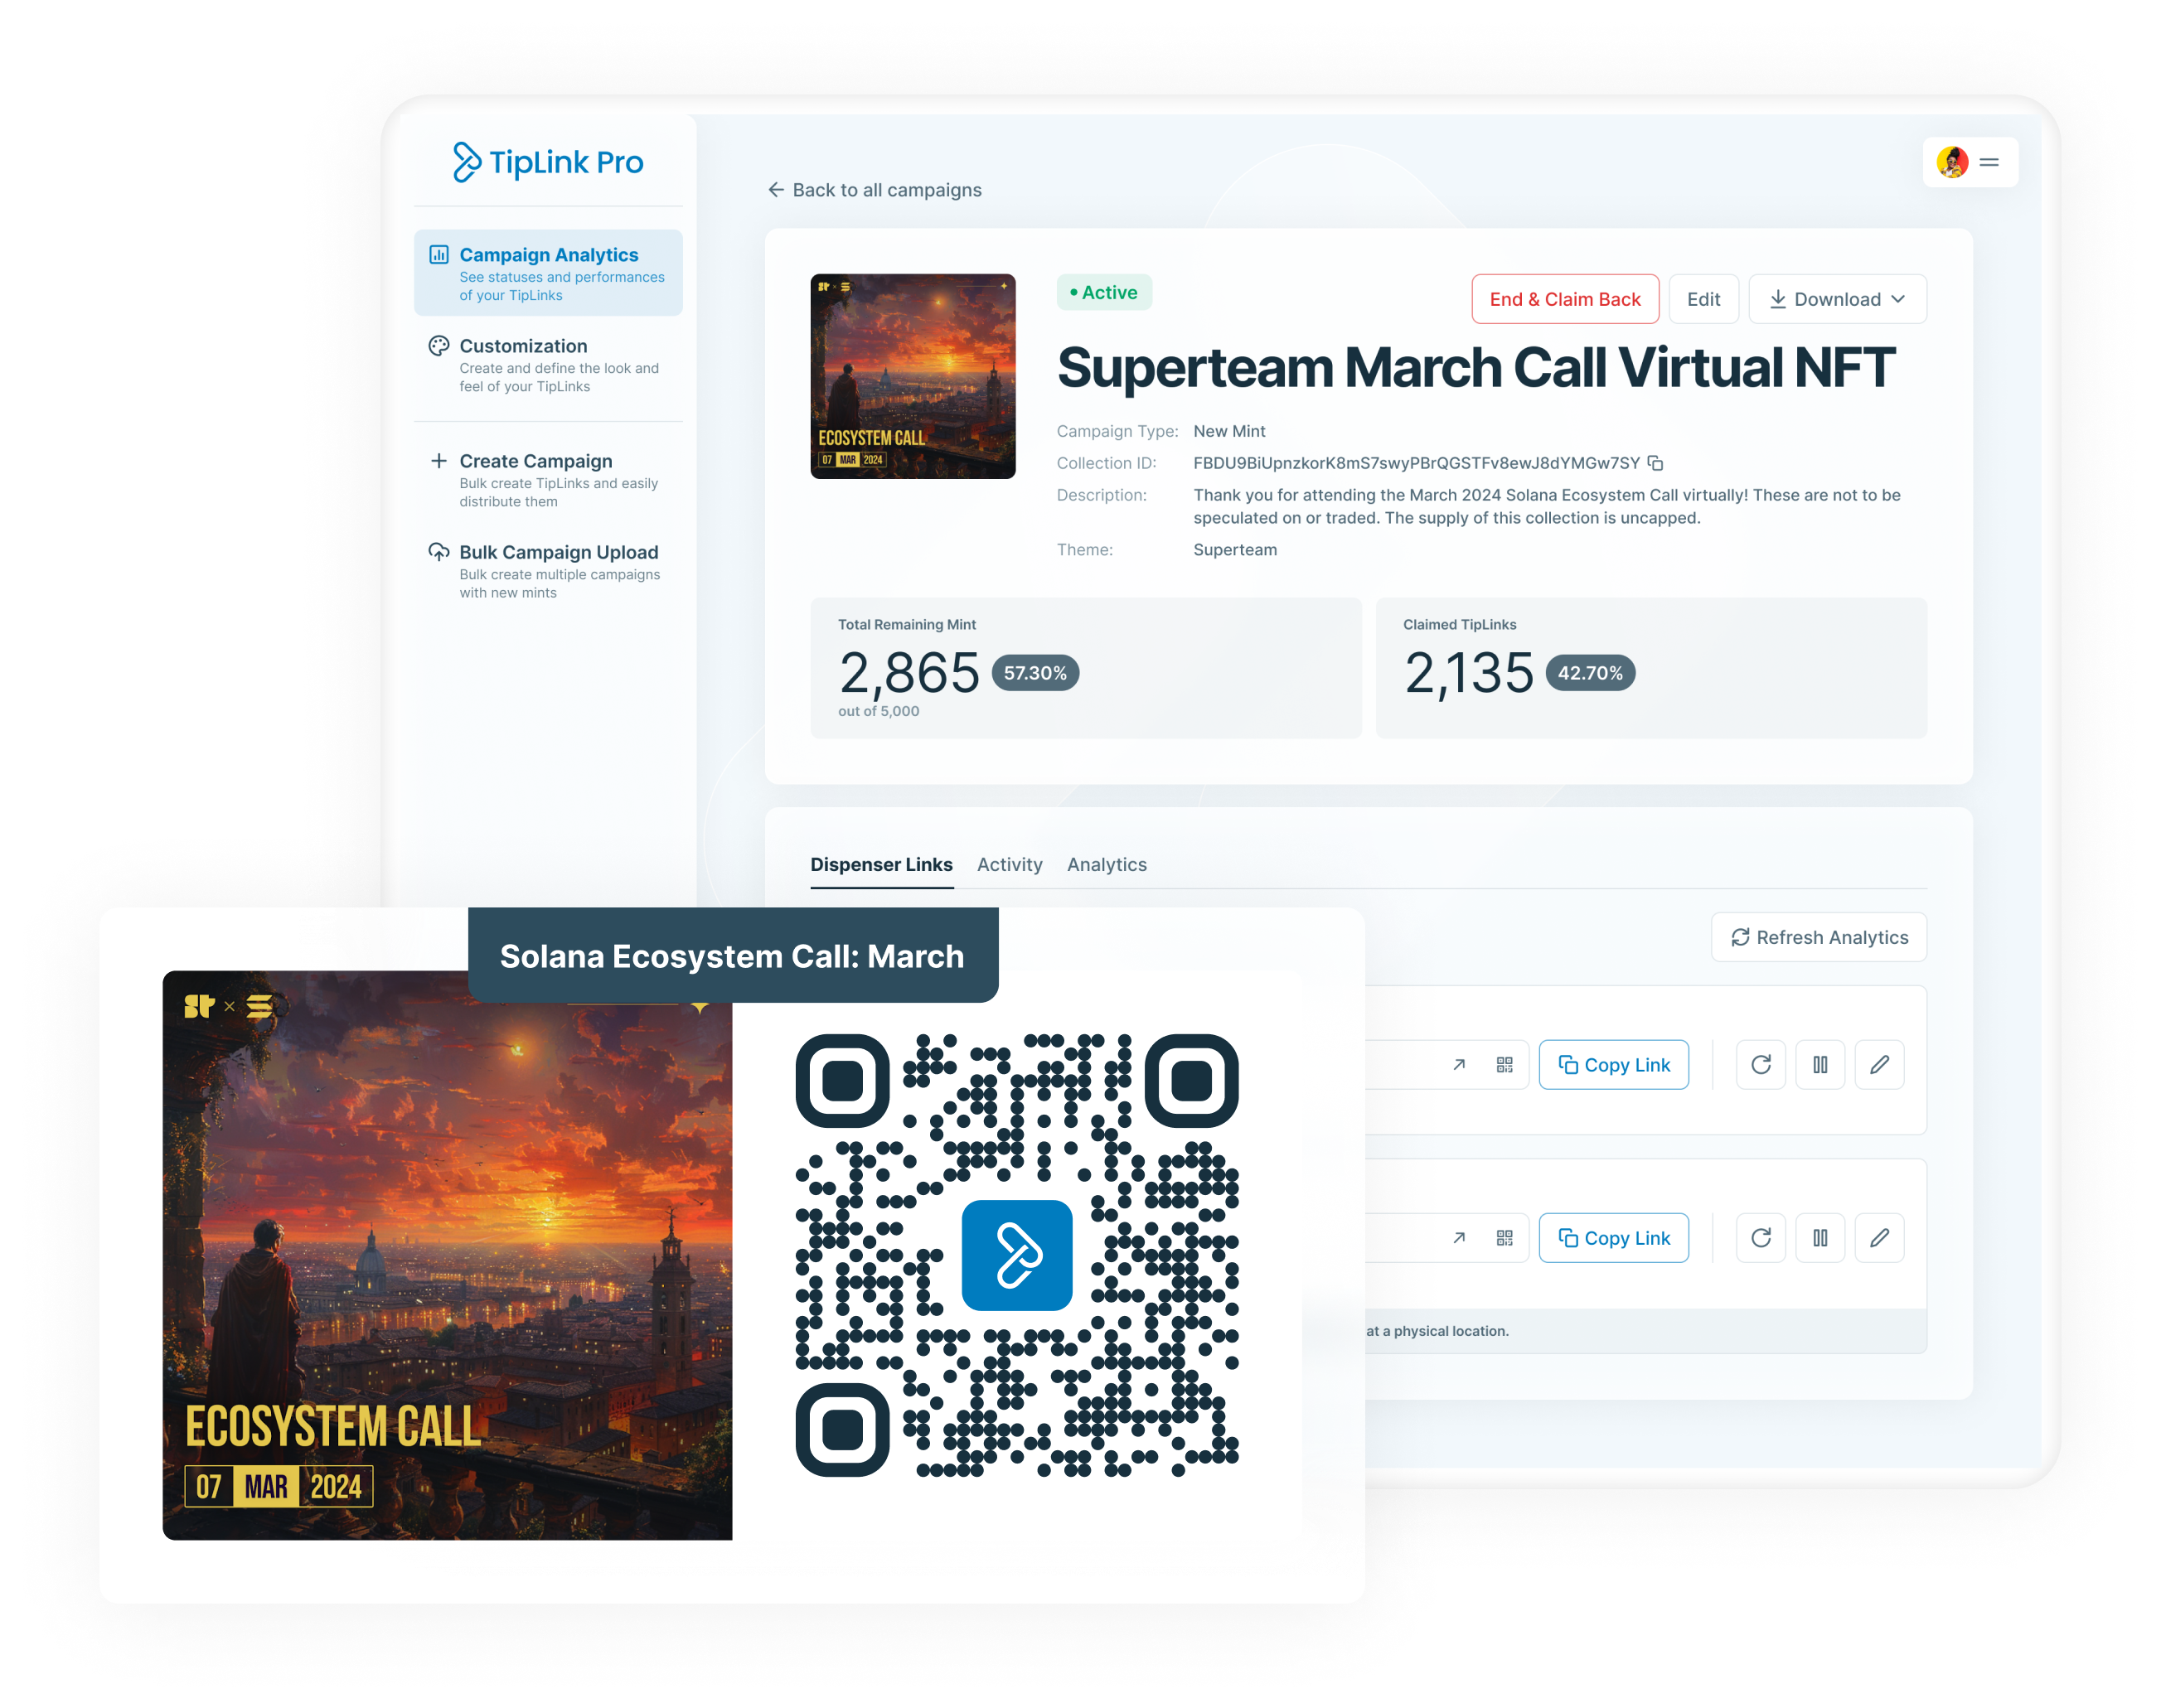 TipLink Pro
Campaign Analytics
See statuses and performances
of your TipLinks
Customization
Create and define the look and
feel of your TipLinks
Create Campaign
Bulk create TipLinks and easily
distribute them
Bulk Campaign Upload
Bulk create multiple campaigns
with new mints
Back to all campaigns
ECOSYSTEM CALL
07 MAR 2024
Active
End & Claim Back
Edit
Download
Superteam March Call Virtual NFT
Campaign Type: New Mint
Collection ID: FBDU9BiUpnzkorK8mS7swyPBrQGSTFv8ewJ8dYMGw7SY
Description: Thank you for attending the March 2024 Solana Ecosystem Call virtually! These are not to be
speculated on or traded. The supply of this collection is uncapped.
Theme: Superteam
Total Remaining Mint
2,865 57.30%
out of 5,000
Claimed TipLinks
2,135 42.70%
Dispenser Links Activity Analytics
Refresh Analytics
Copy Link
Copy Link
at a physical location.
Solana Ecosystem Call: March
ECOSYSTEM CALL
07 MAR 2024